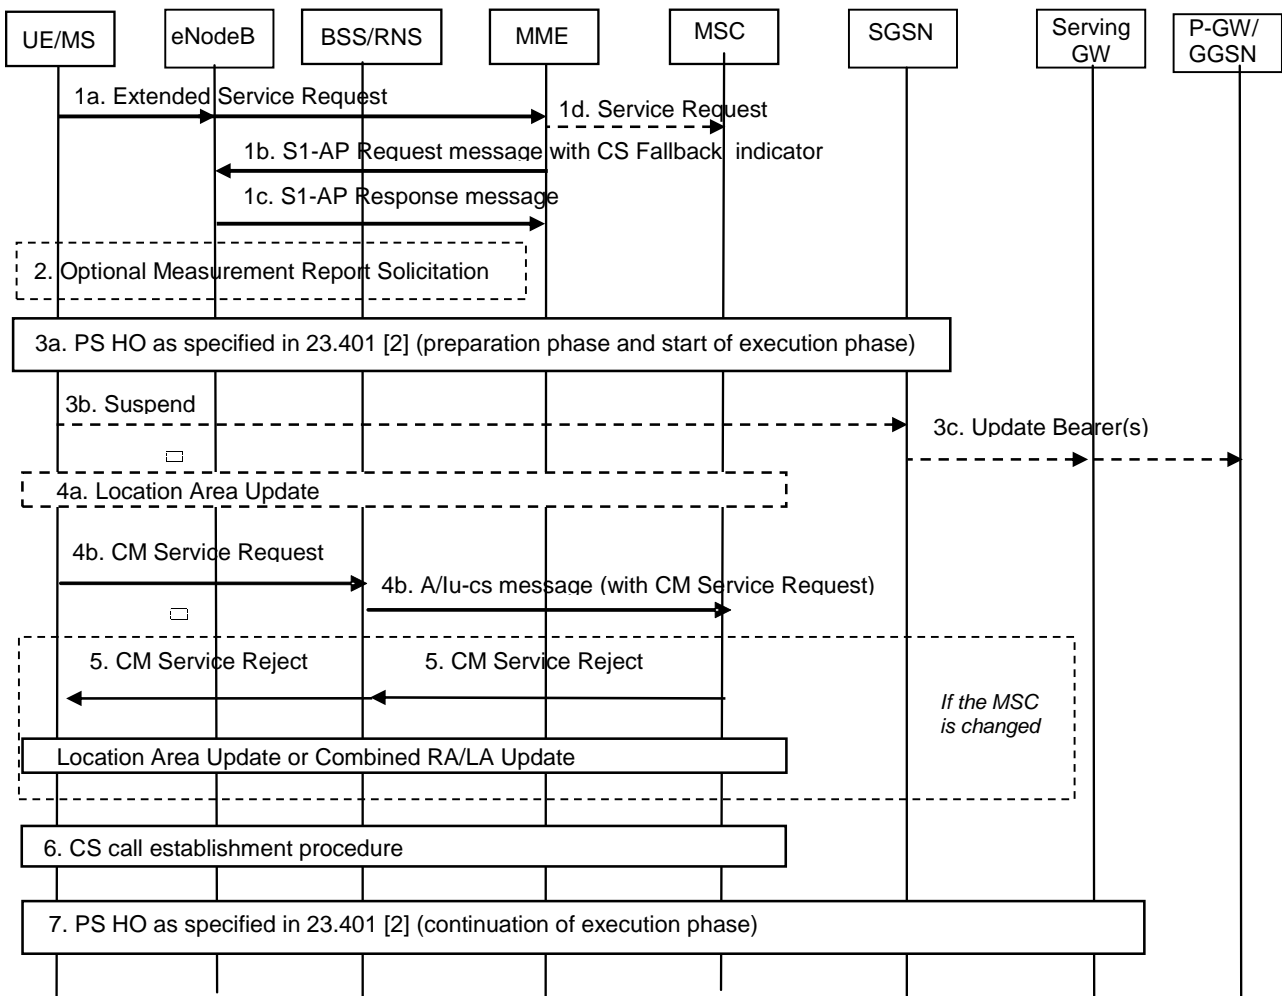 UE/MS
eNodeB
BSS/RNS
MME
MSC
SGSN
Serving
GW
P-GW/
GGSN
1a. Extended Service Request
1d. Service Request
1b. S1-AP Request message with CS Fallback indicator
1c. S1-AP Response message
2. Optional Measurement Report Solicitation
3a. PS HO as specified in 23.401 [2] (preparation phase and start of execution phase)
3b. Suspend
3c. Update Bearer(s)
4a. Location Area Update
4b. CM Service Request
4b. A/Iu-cs message (with CM Service Request)
5. CM Service Reject
5. CM Service Reject
If the MSC
is changed
Location Area Update or Combined RA/LA Update
6. CS call establishment procedure
7. PS HO as specified in 23.401 [2] (continuation of execution phase)